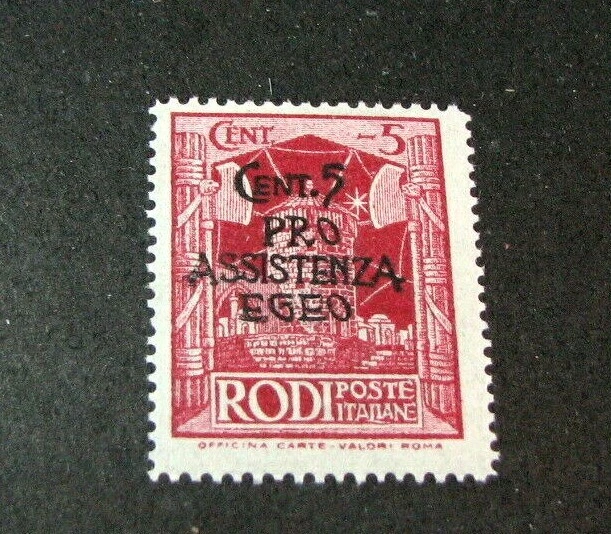 CENT - 5
CENT. 5
PRO
ASSISTENZA
EGEO
RODI POSTE
ITALIANE
OFFICINA CARTE-VALORI ROMA